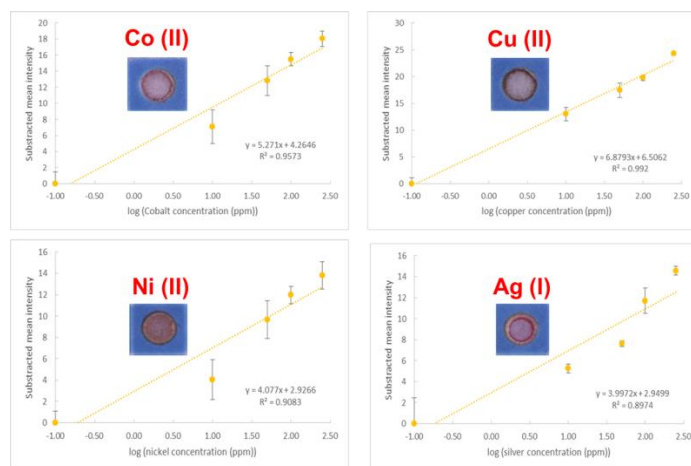 Co (II)
Substracted mean intensity
20
18
16
14
12
10
8
6
4
2
0
y = 5.271x + 4.2646
R² = 0.9573
-1.00 -0.50 0.00 0.50 1.00 1.50 2.00 2.50
log (Cobalt concentration (ppm))
Cu (II)
Substracted mean intensity
30
25
20
15
10
5
0
y = 6.8793x + 6.5062
R² = 0.992
-1.00 -0.50 0.00 0.50 1.00 1.50 2.00 2.50
log (copper concentration (ppm))
Ni (II)
Substracted mean intensity
16
14
12
10
8
6
4
2
0
y = 4.077x + 2.9266
R² = 0.9083
-1.00 -0.50 0.00 0.50 1.00 1.50 2.00 2.50
log (nickel concentration (ppm))
Ag (I)
Substracted mean intensity
16
14
12
10
8
6
4
2
0
y = 3.9972x + 2.9499
R² = 0.8974
-1.00 -0.50 0.00 0.50 1.00 1.50 2.00 2.50
log (silver concentration (ppm))